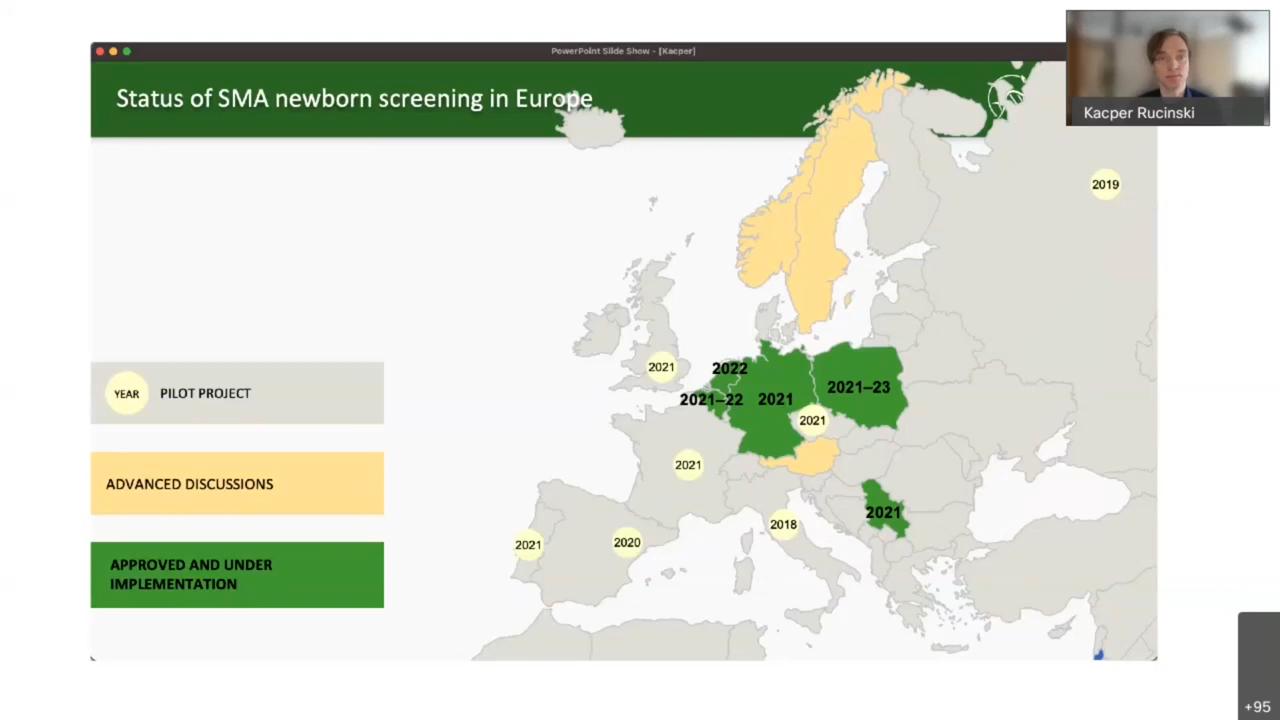 PowerPoint Slide Show - [Kacper]
Status of SMA newborn screening in Europe
Kacper Rucinski
2019
2021
2022
2021–22
2021
2021–23
2021
2021
2021
2018
2021
2020
YEAR
PILOT PROJECT
ADVANCED DISCUSSIONS
APPROVED AND UNDER
IMPLEMENTATION
+95